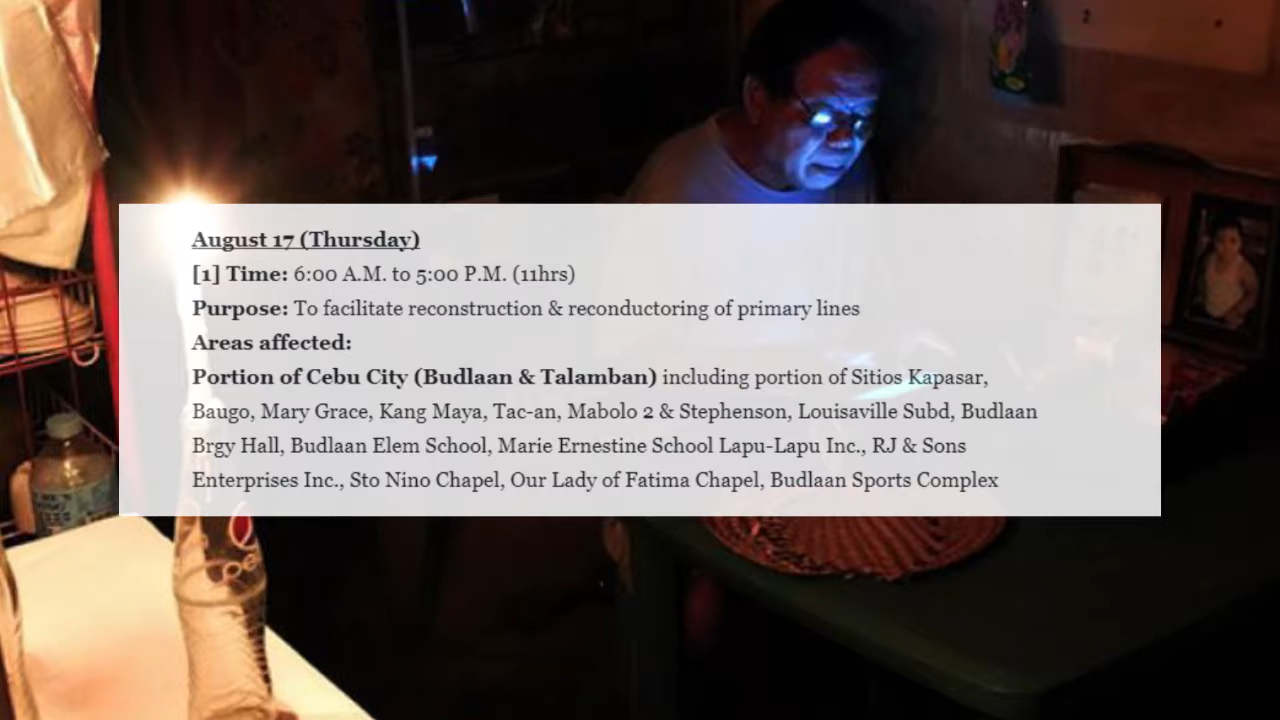 August 17 (Thursday)
[1] Time: 6:00 A.M. to 5:00 P.M. (11hrs)
Purpose: To facilitate reconstruction & reconductoring of primary lines
Areas affected:
Portion of Cebu City (Budlaan & Talamban) including portion of Sitios Kapasar,
Baugo, Mary Grace, Kang Maya, Tac-an, Mabolo 2 & Stephenson, Louisaville Subd, Budlaan
Brgy Hall, Budlaan Elem School, Marie Ernestine School Lapu-Lapu Inc., RJ & Sons
Enterprises Inc., Sto Nino Chapel, Our Lady of Fatima Chapel, Budlaan Sports Complex